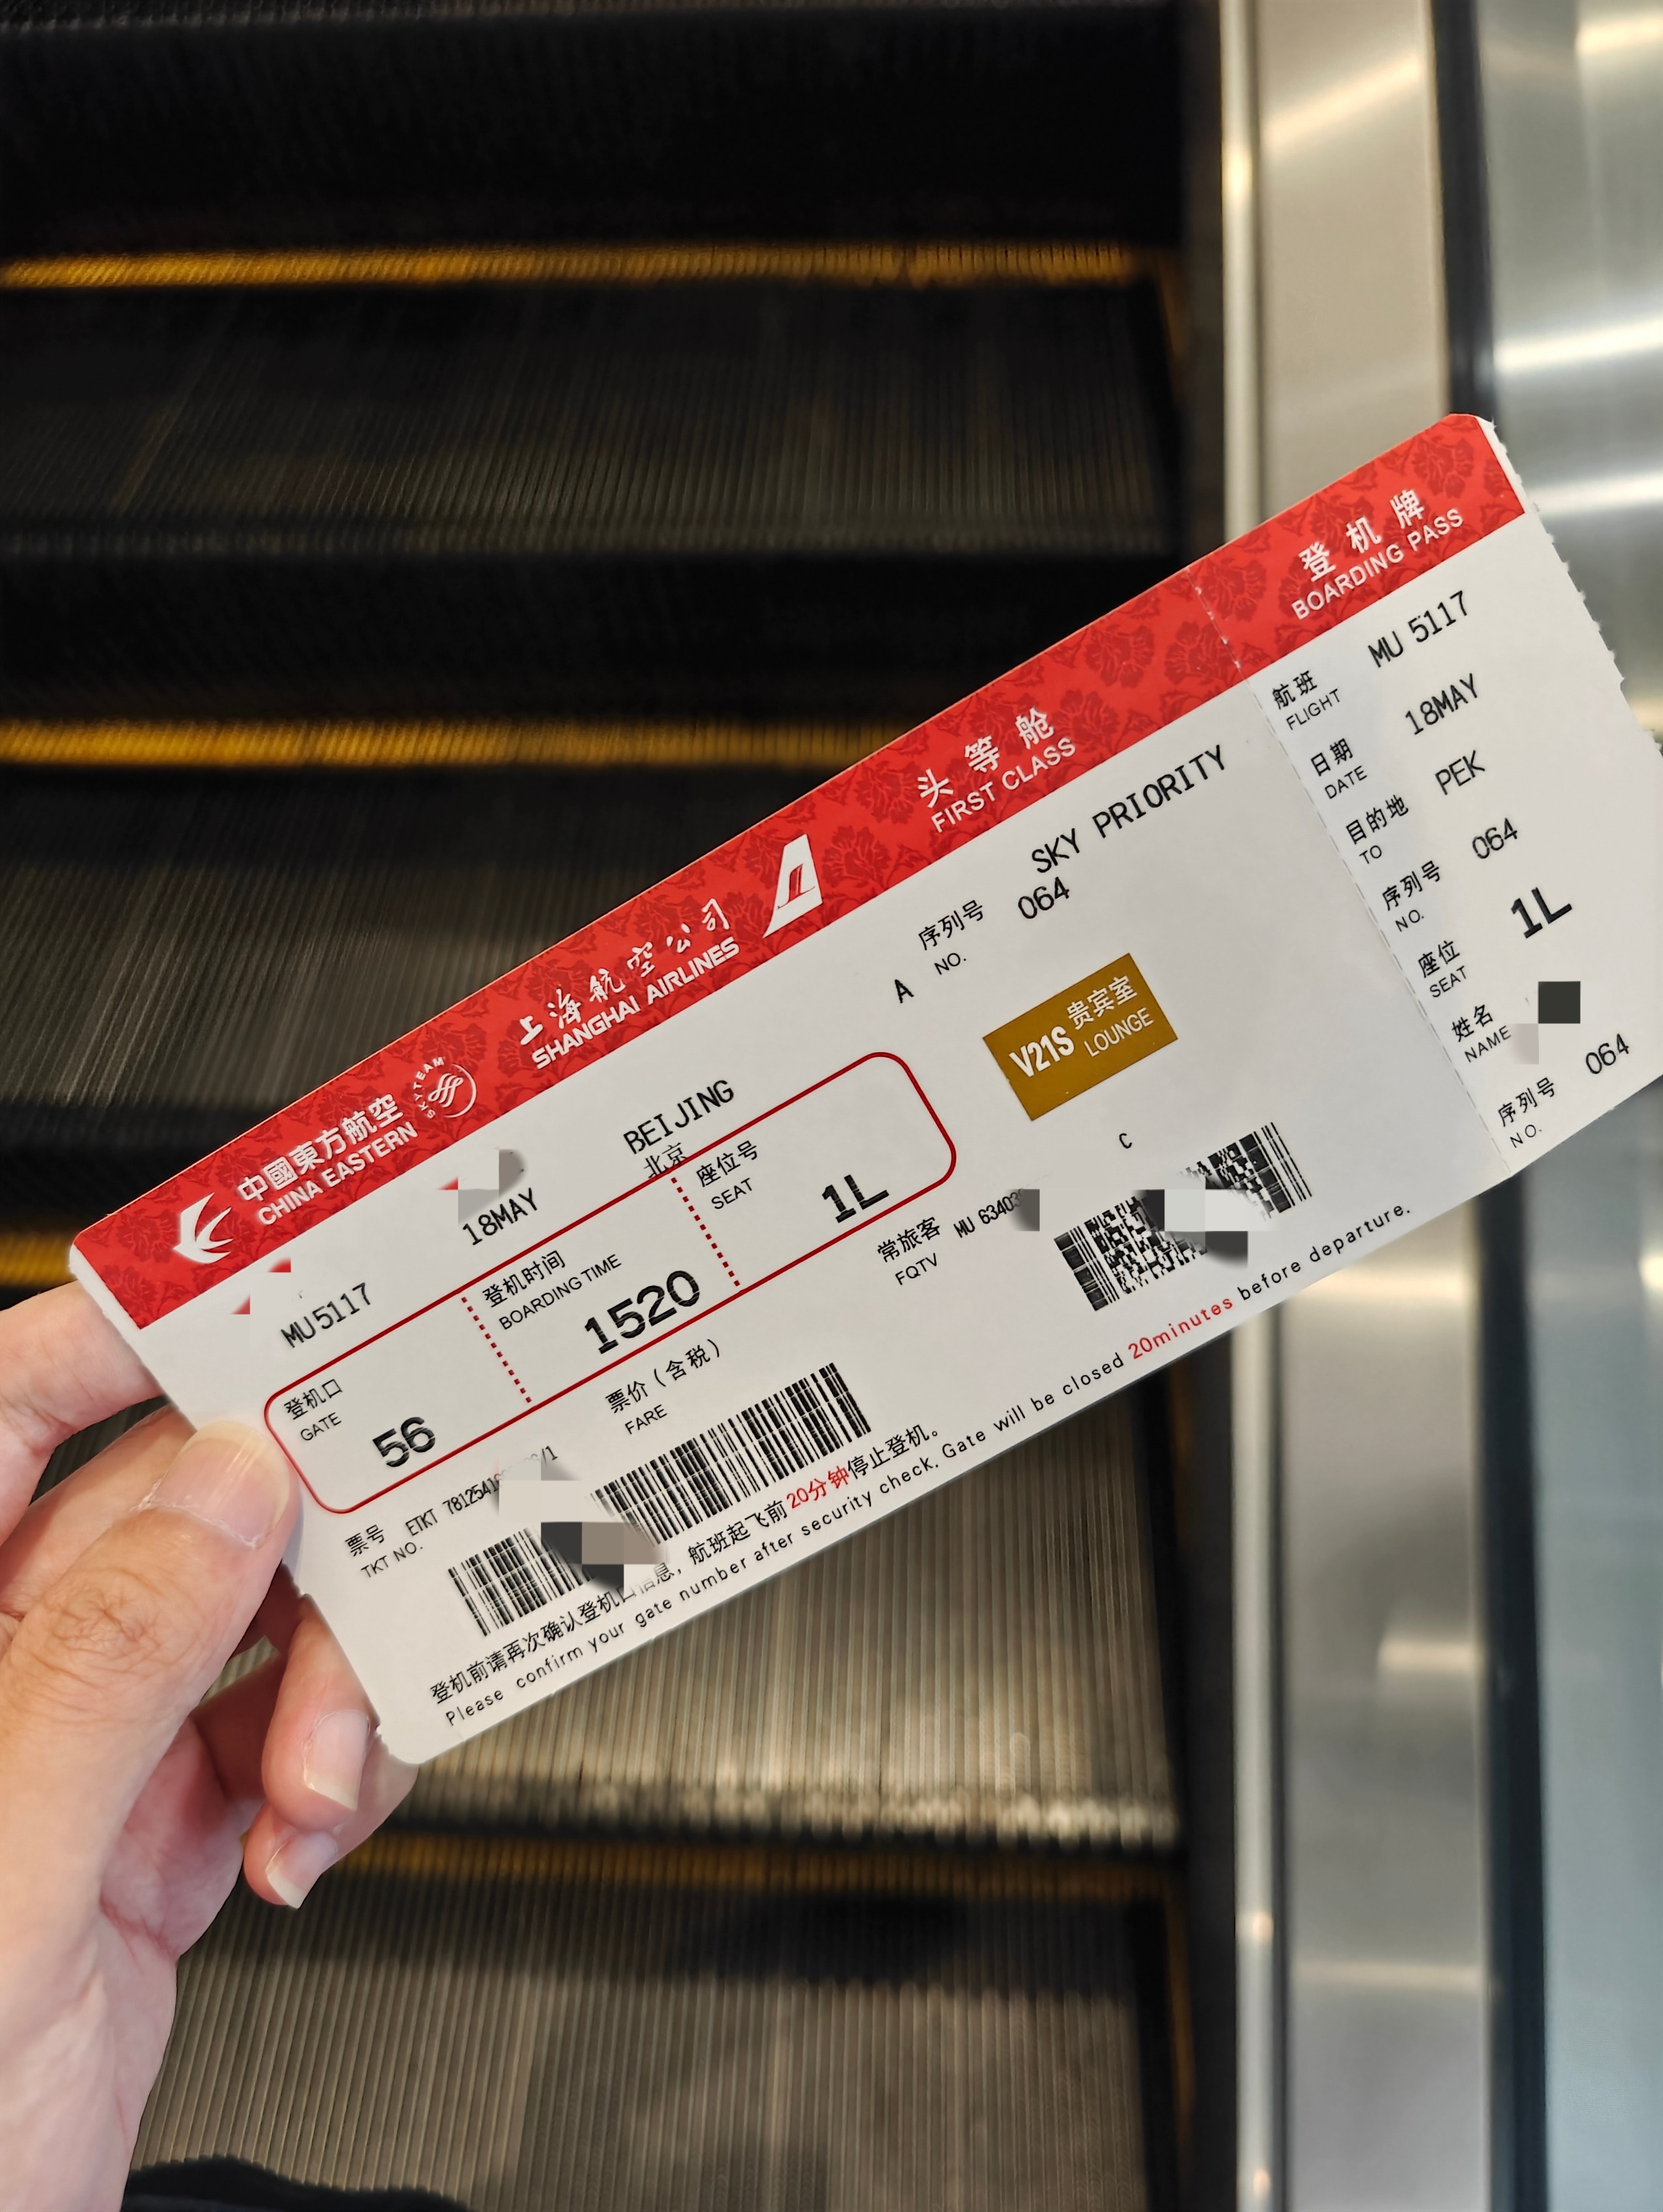 中國東方航空
CHINA EASTERN
SKYTEAM
上海航空公司
SHANGHAI AIRLINES
头等舱
FIRST CLASS
MU5117
18MAY
BEIJING
北京
A
序列号
NO.
SKY PRIORITY
064
登机口
GATE
56
登机时间
BOARDING TIME
1520
座位号
SEAT
1L
V21S 贵宾室
LOUNGE
C
票号
TKT NO.
ETKT
票价（含税）
FARE
常旅客
FQTV
MU
登机前请再次确认登机口信息，航班起飞前20分钟停止登机。
Please confirm your gate number after security check. Gate will be closed 20minutes before departure.
登机牌
BOARDING PASS
航班
FLIGHT
MU 5117
日期
DATE
18MAY
目的地
TO
PEK
序列号
NO.
064
座位
SEAT
1L
姓名
NAME
序列号
NO.
064